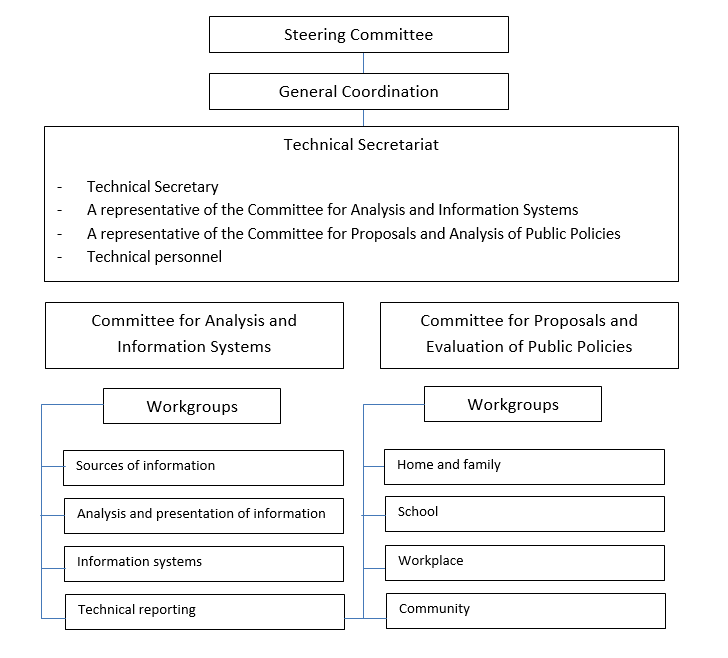 Steering Committee
General Coordination
Technical Secretariat
- Technical Secretary
- A representative of the Committee for Analysis and Information Systems
- A representative of the Committee for Proposals and Analysis of Public Policies
- Technical personnel
Committee for Analysis and
Information Systems
Committee for Proposals and
Evaluation of Public Policies
Workgroups
Sources of information
Analysis and presentation of information
Information systems
Technical reporting
Workgroups
Home and family
School
Workplace
Community